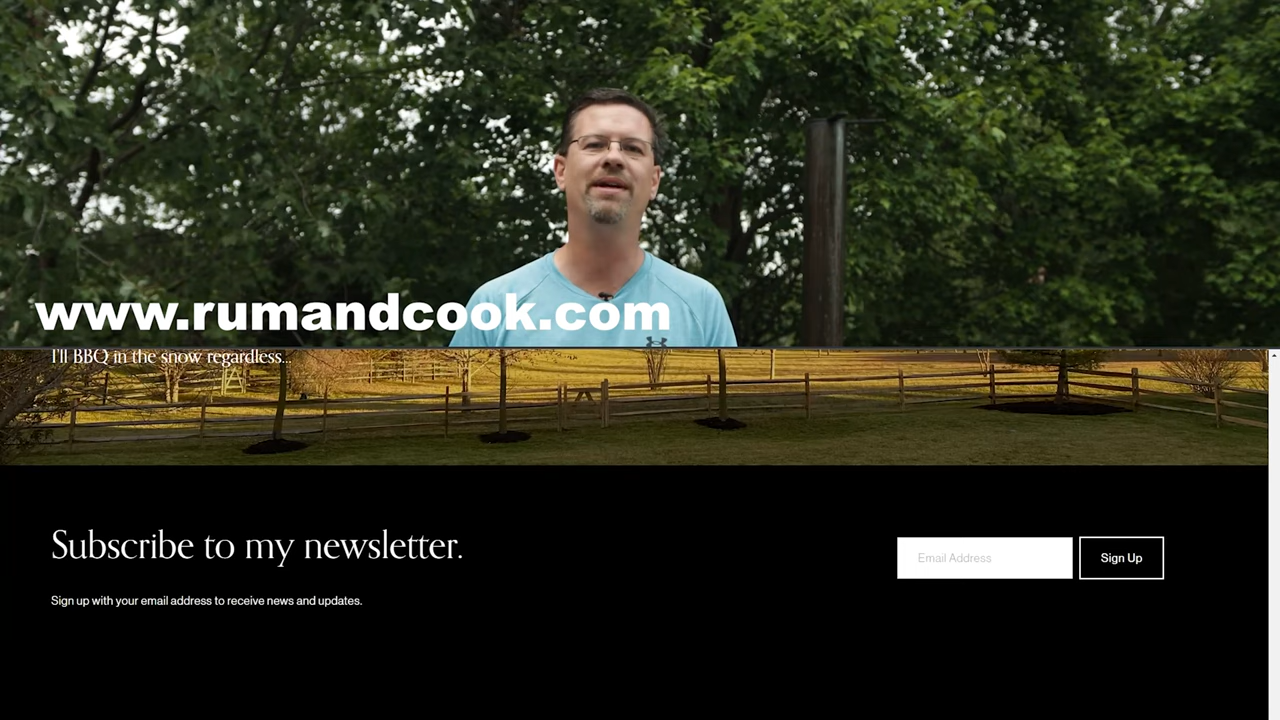 www.rumandcook.com
I'll BBQ in the snow regardless...
Subscribe to my newsletter.
Email Address
Sign Up
Sign up with your email address to receive news and updates.